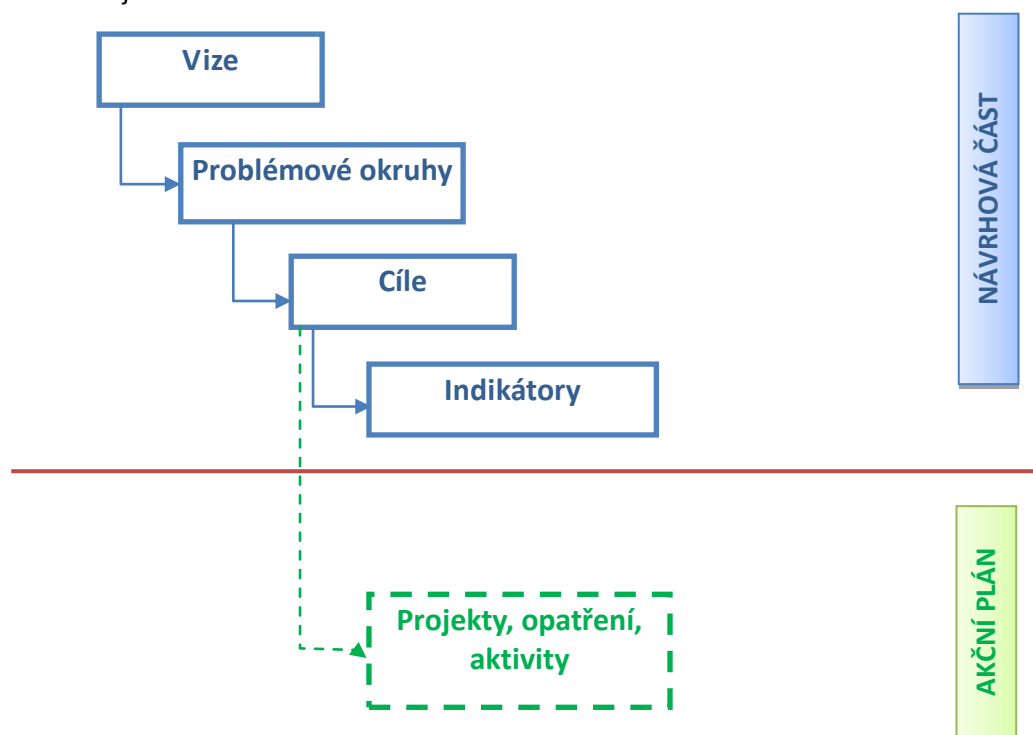 Vize
Problémové okruhy
Cíle
Indikátory
NÁVRHOVÁ ČÁST
Projekty, opatření,
aktivity
AKČNÍ PLÁN